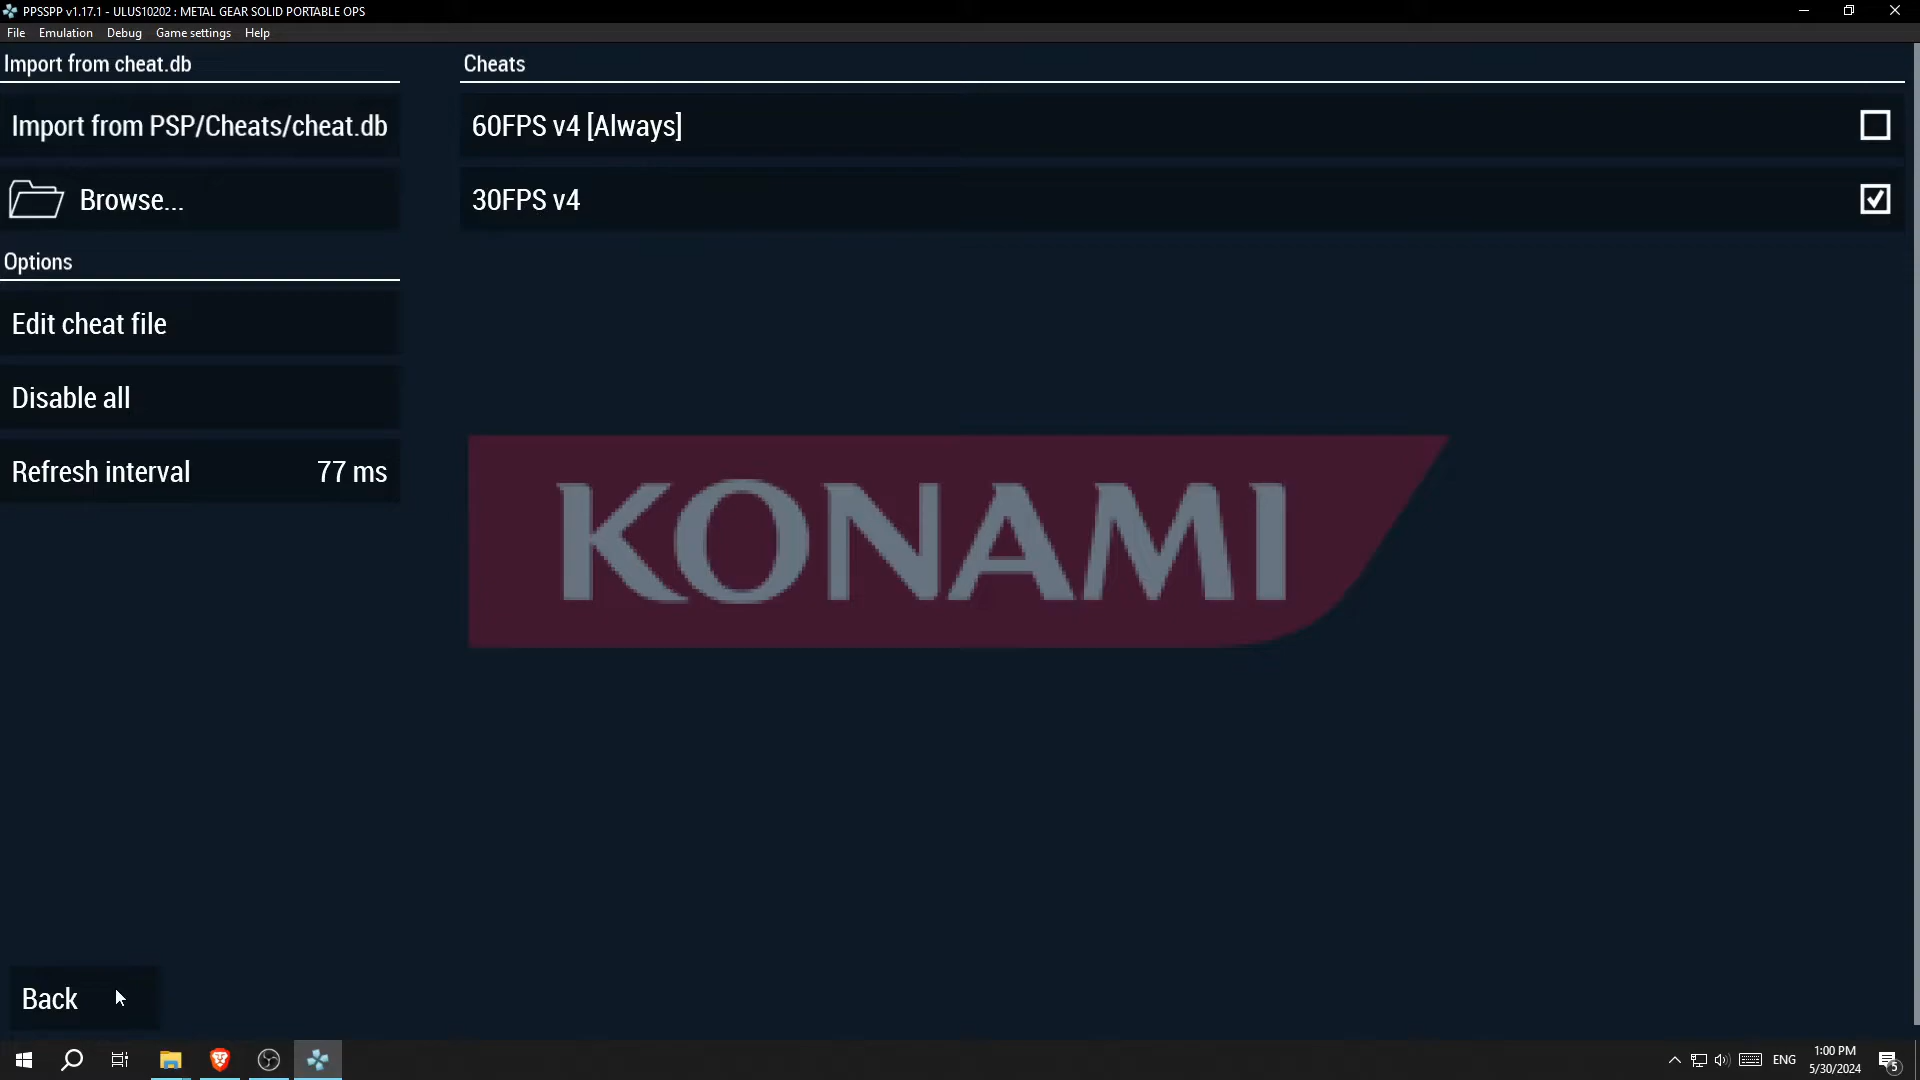 PPSSPP v1.17.1 - ULUS10202 : METAL GEAR SOLID PORTABLE OPS
File Emulation Debug Game settings Help
Import from cheat.db
Import from PSP/Cheats/cheat.db
Browse...
Options
Edit cheat file
Disable all
Refresh interval 77 ms
Cheats
60FPS v4 [Always]
30FPS v4
KONAMI
Back
ENG
1:00 PM
5/30/2024
5